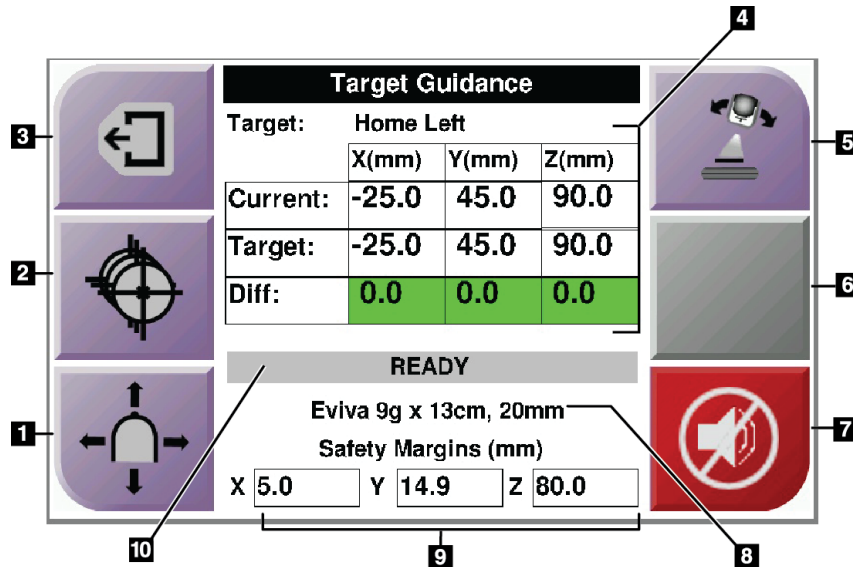 4
Target Guidance
Target: Home Left
3
5
X(mm) Y(mm) Z(mm)
Current: -25.0 45.0 90.0
Target: -25.0 45.0 90.0
2
6
Diff: 0.0 0.0 0.0
READY
Eviva 9g x 13cm, 20mm
1
7
Safety Margins (mm)
X 5.0 Y 14.9 Z 80.0
10
9
8